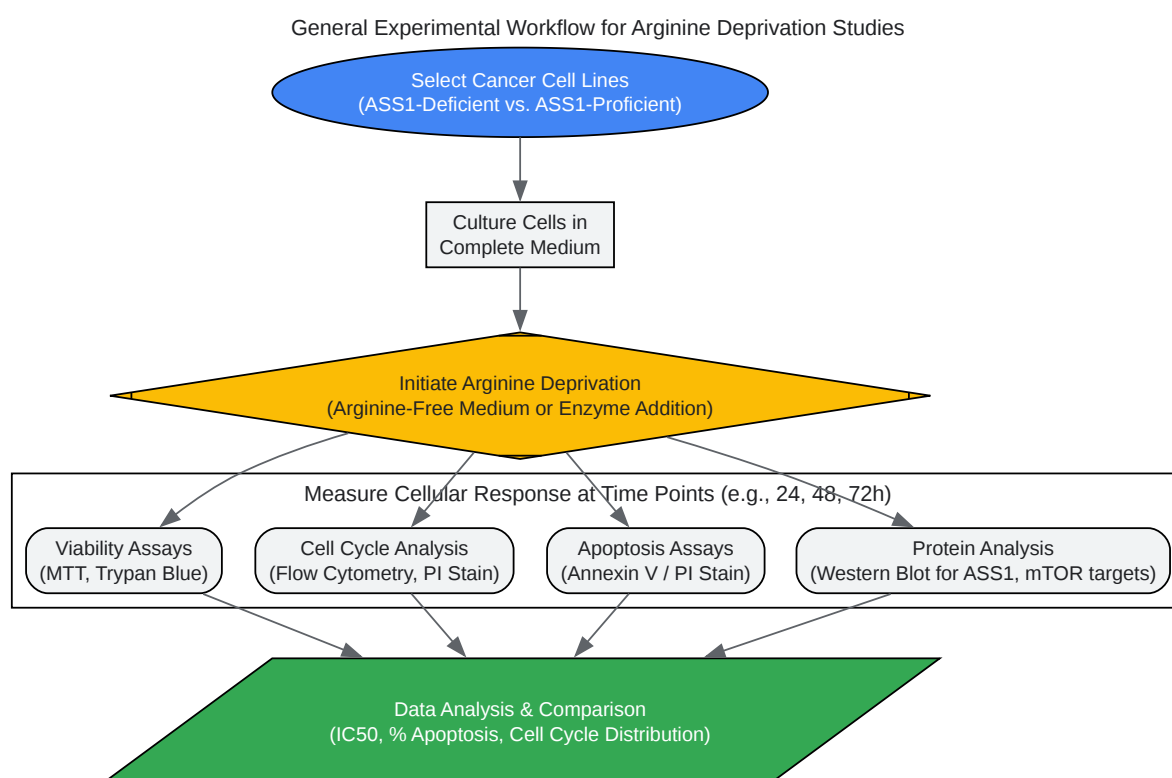 General Experimental Workflow for Arginine Deprivation Studies
Select Cancer Cell Lines
(ASS1-Deficient vs. ASS1-Proficient)
Culture Cells in
Complete Medium
Initiate Arginine Deprivation
(Arginine-Free Medium or Enzyme Addition)
Measure Cellular Response at Time Points (e.g., 24, 48, 72h)
Viability Assays
(MTT, Trypan Blue)
Cell Cycle Analysis
(Flow Cytometry, PI Stain)
Apoptosis Assays
(Annexin V / PI Stain)
Protein Analysis
(Western Blot for ASS1, mTOR targets)
Data Analysis & Comparison
(IC50, % Apoptosis, Cell Cycle Distribution)